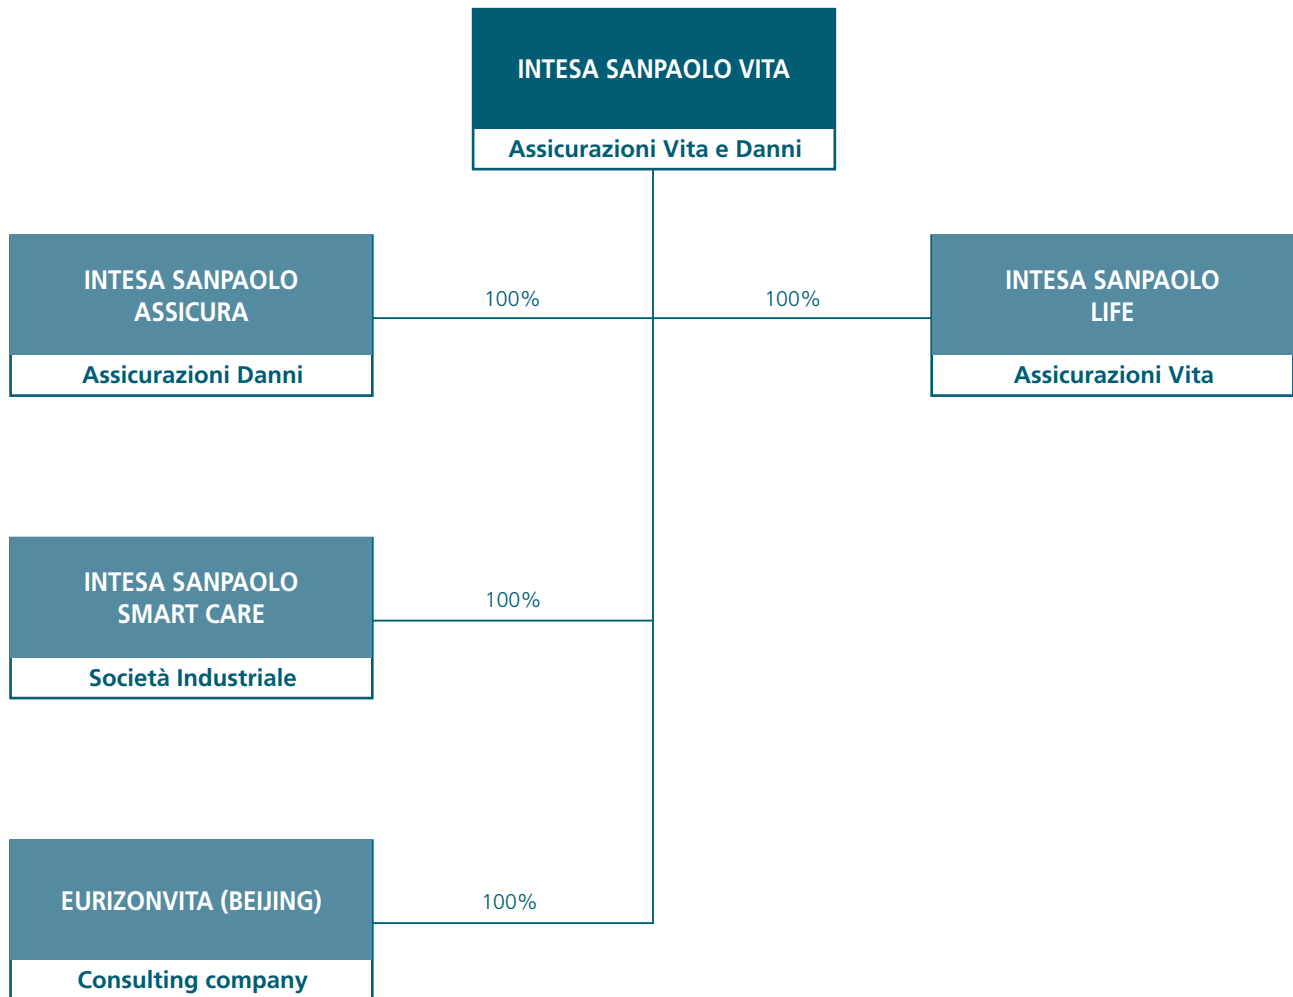 INTESA SANPAOLO VITA
Assicurazioni Vita e Danni
INTESA SANPAOLO
ASSICURA
Assicurazioni Danni
100%
100%
INTESA SANPAOLO
LIFE
Assicurazioni Vita
INTESA SANPAOLO
SMART CARE
Società Industriale
100%
EURIZONVITA (BEIJING)
Consulting company
100%